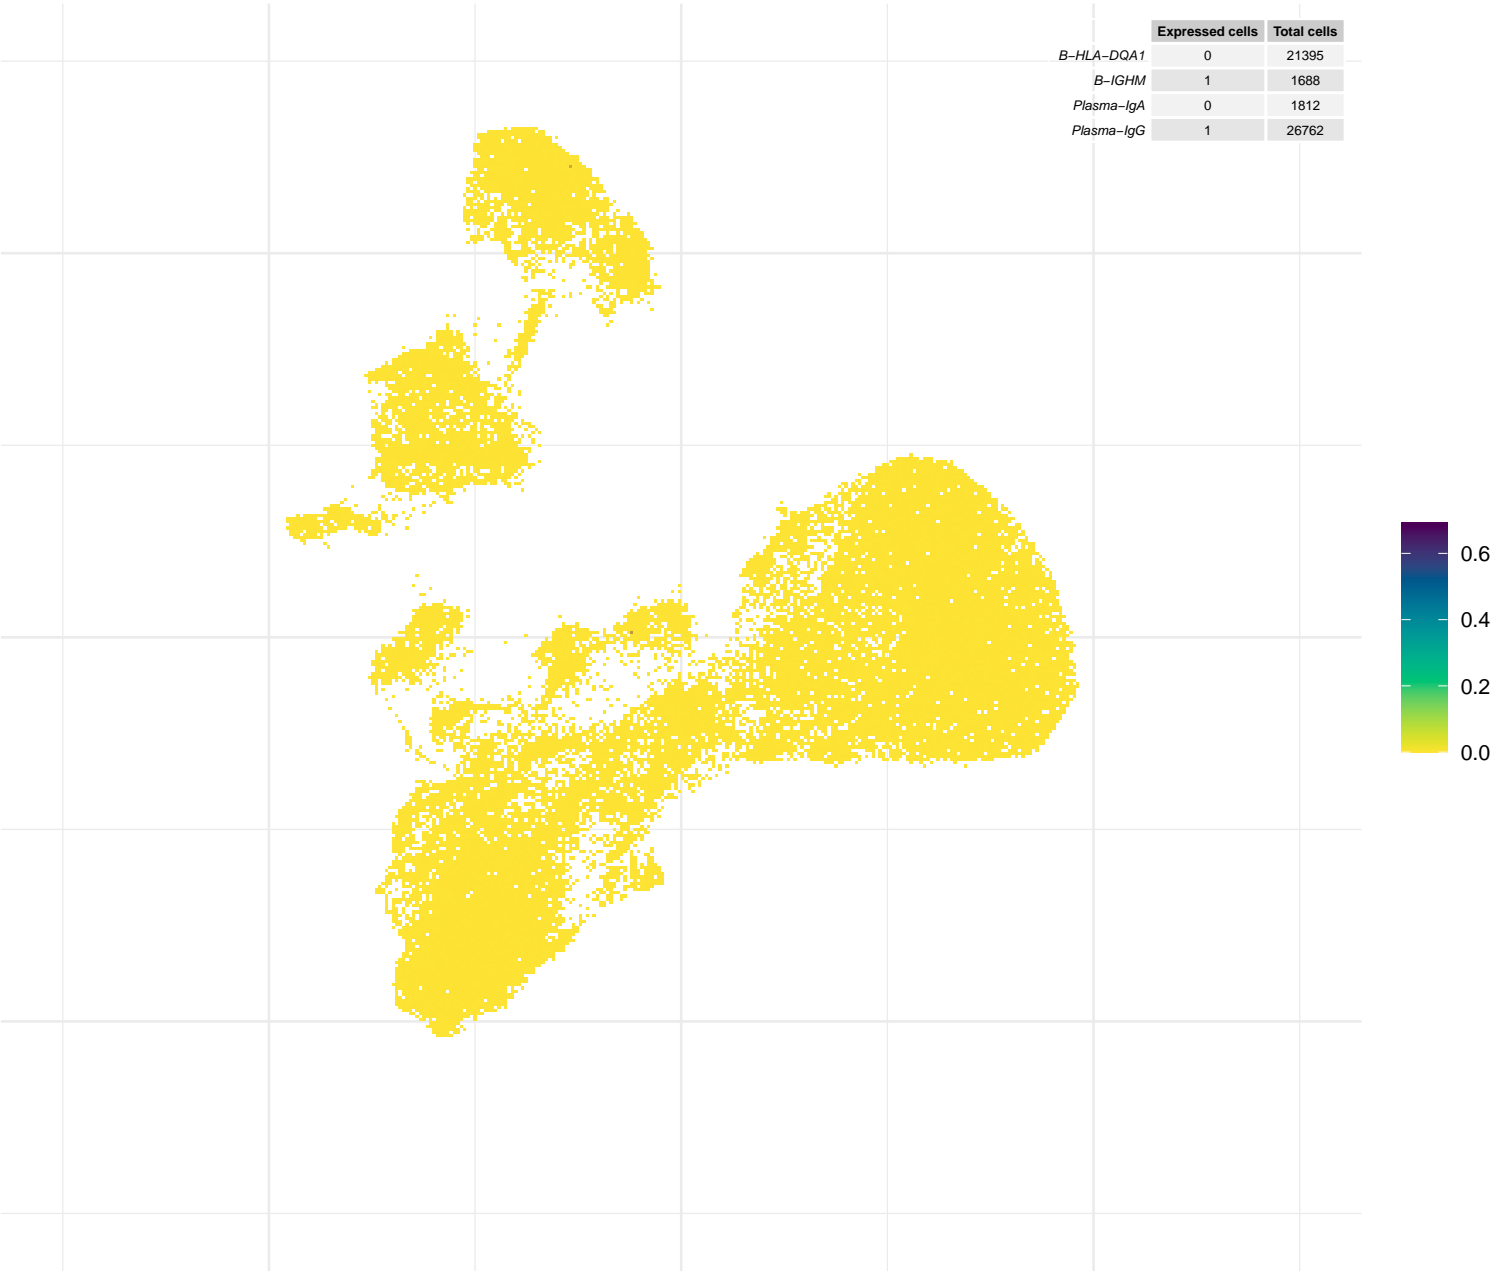 Expressed cells Total cells
B−HLA−DQA1 0 21395
B−IGHM 1 1688
Plasma−IgA 0 1812
Plasma−IgG 1 26762
0.6
0.4
0.2
0.0